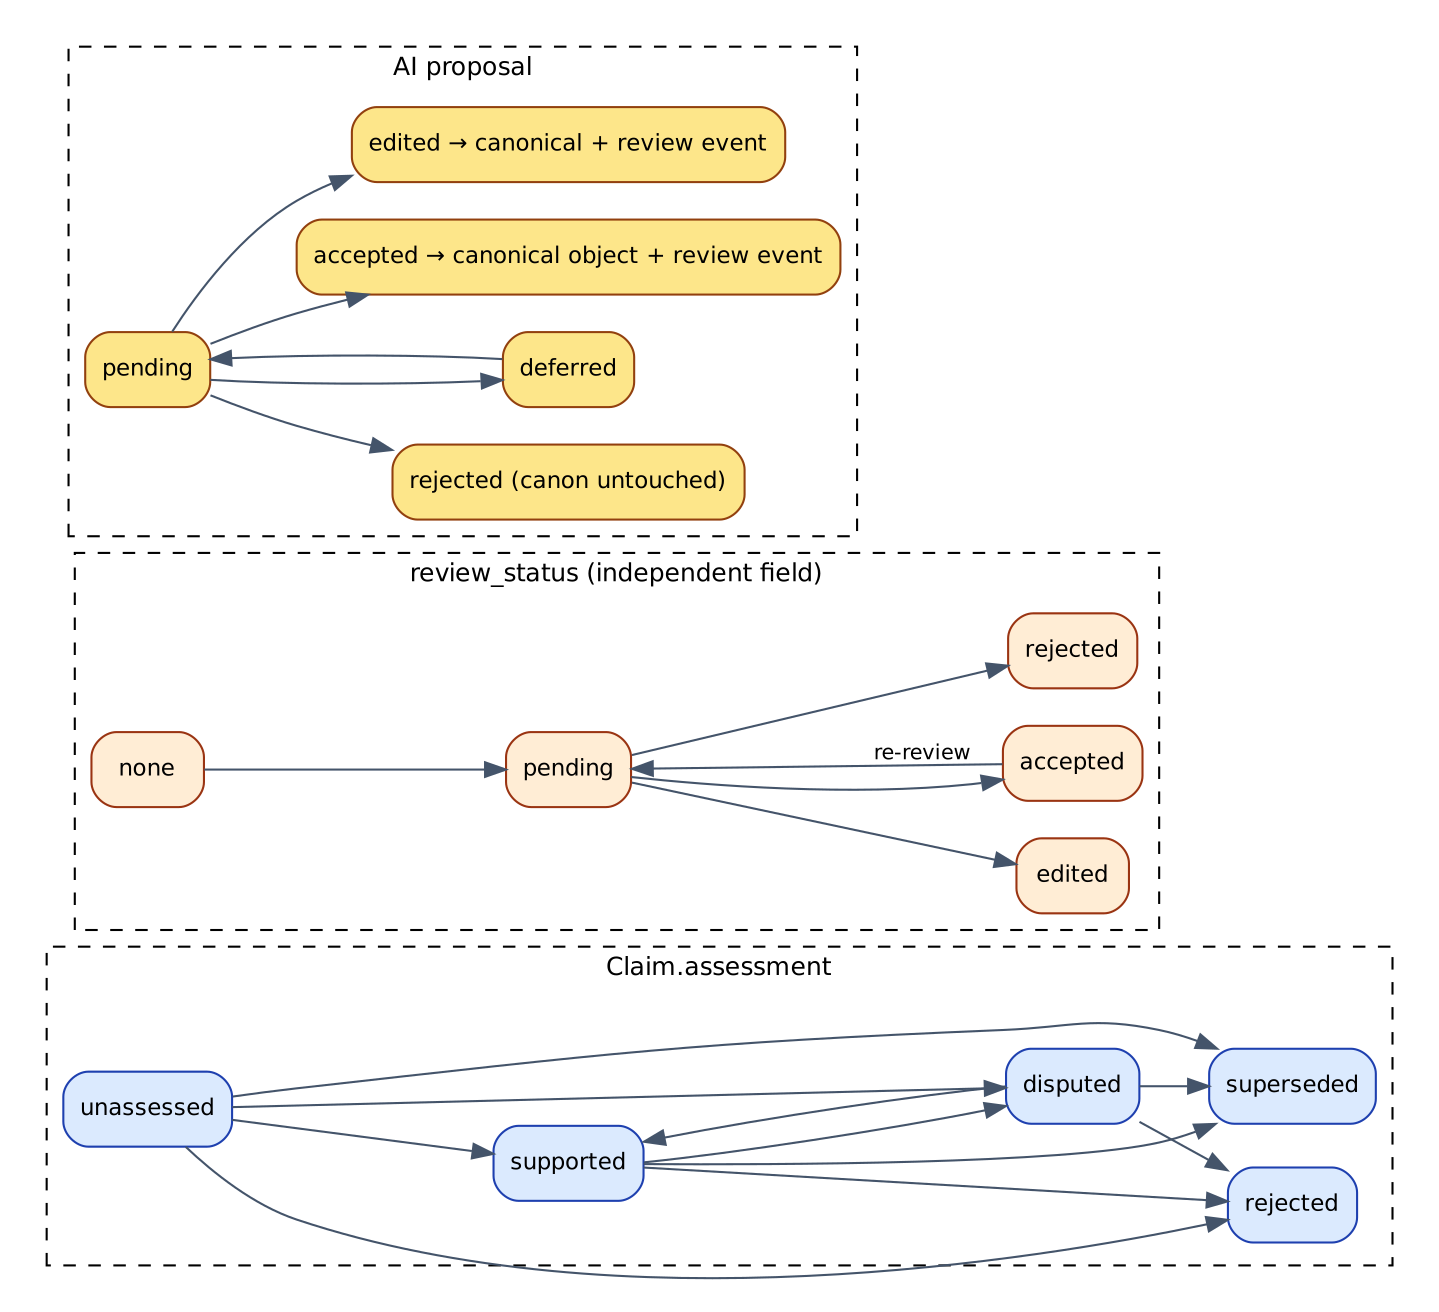 AI proposal
edited → canonical + review event
accepted → canonical object + review event
pending
deferred
rejected (canon untouched)
review_status (independent field)
rejected
re-review
accepted
none
pending
edited
Claim.assessment
disputed
superseded
unassessed
supported
rejected